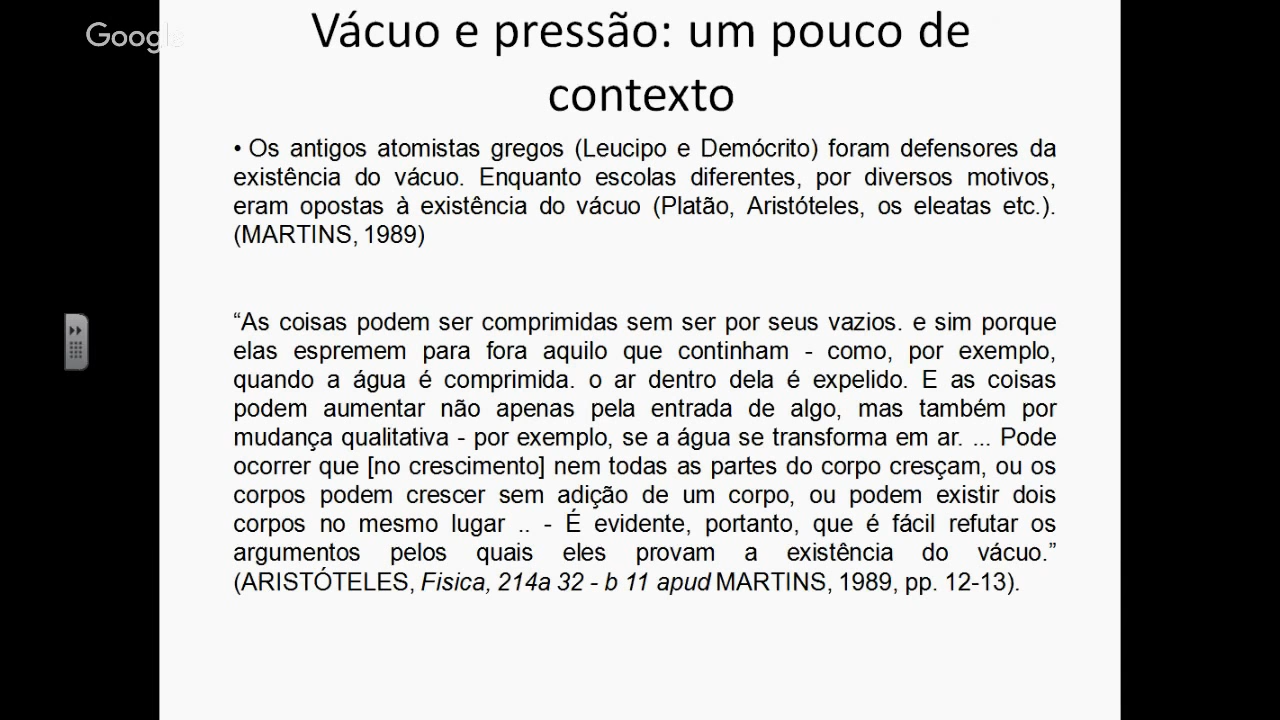 Google
Vácuo e pressão: um pouco de
contexto
• Os antigos atomistas gregos (Leucipo e Demócrito) foram defensores da
existência do vácuo. Enquanto escolas diferentes, por diversos motivos,
eram opostas à existência do vácuo (Platão, Aristóteles, os eleatas etc.).
(MARTINS, 1989)
“As coisas podem ser comprimidas sem ser por seus vazios. e sim porque
elas espremem para fora aquilo que continham - como, por exemplo,
quando a água é comprimida. o ar dentro dela é expelido. E as coisas
podem aumentar não apenas pela entrada de algo, mas também por
mudança qualitativa - por exemplo, se a água se transforma em ar. ... Pode
ocorrer que [no crescimento] nem todas as partes do corpo cresçam, ou os
corpos podem crescer sem adição de um corpo, ou podem existir dois
corpos no mesmo lugar .. - É evidente, portanto, que é fácil refutar os
argumentos pelos quais eles provam a existência do vácuo.”
(ARISTÓTELES, Fisica, 214a 32 - b 11 apud MARTINS, 1989, pp. 12-13).